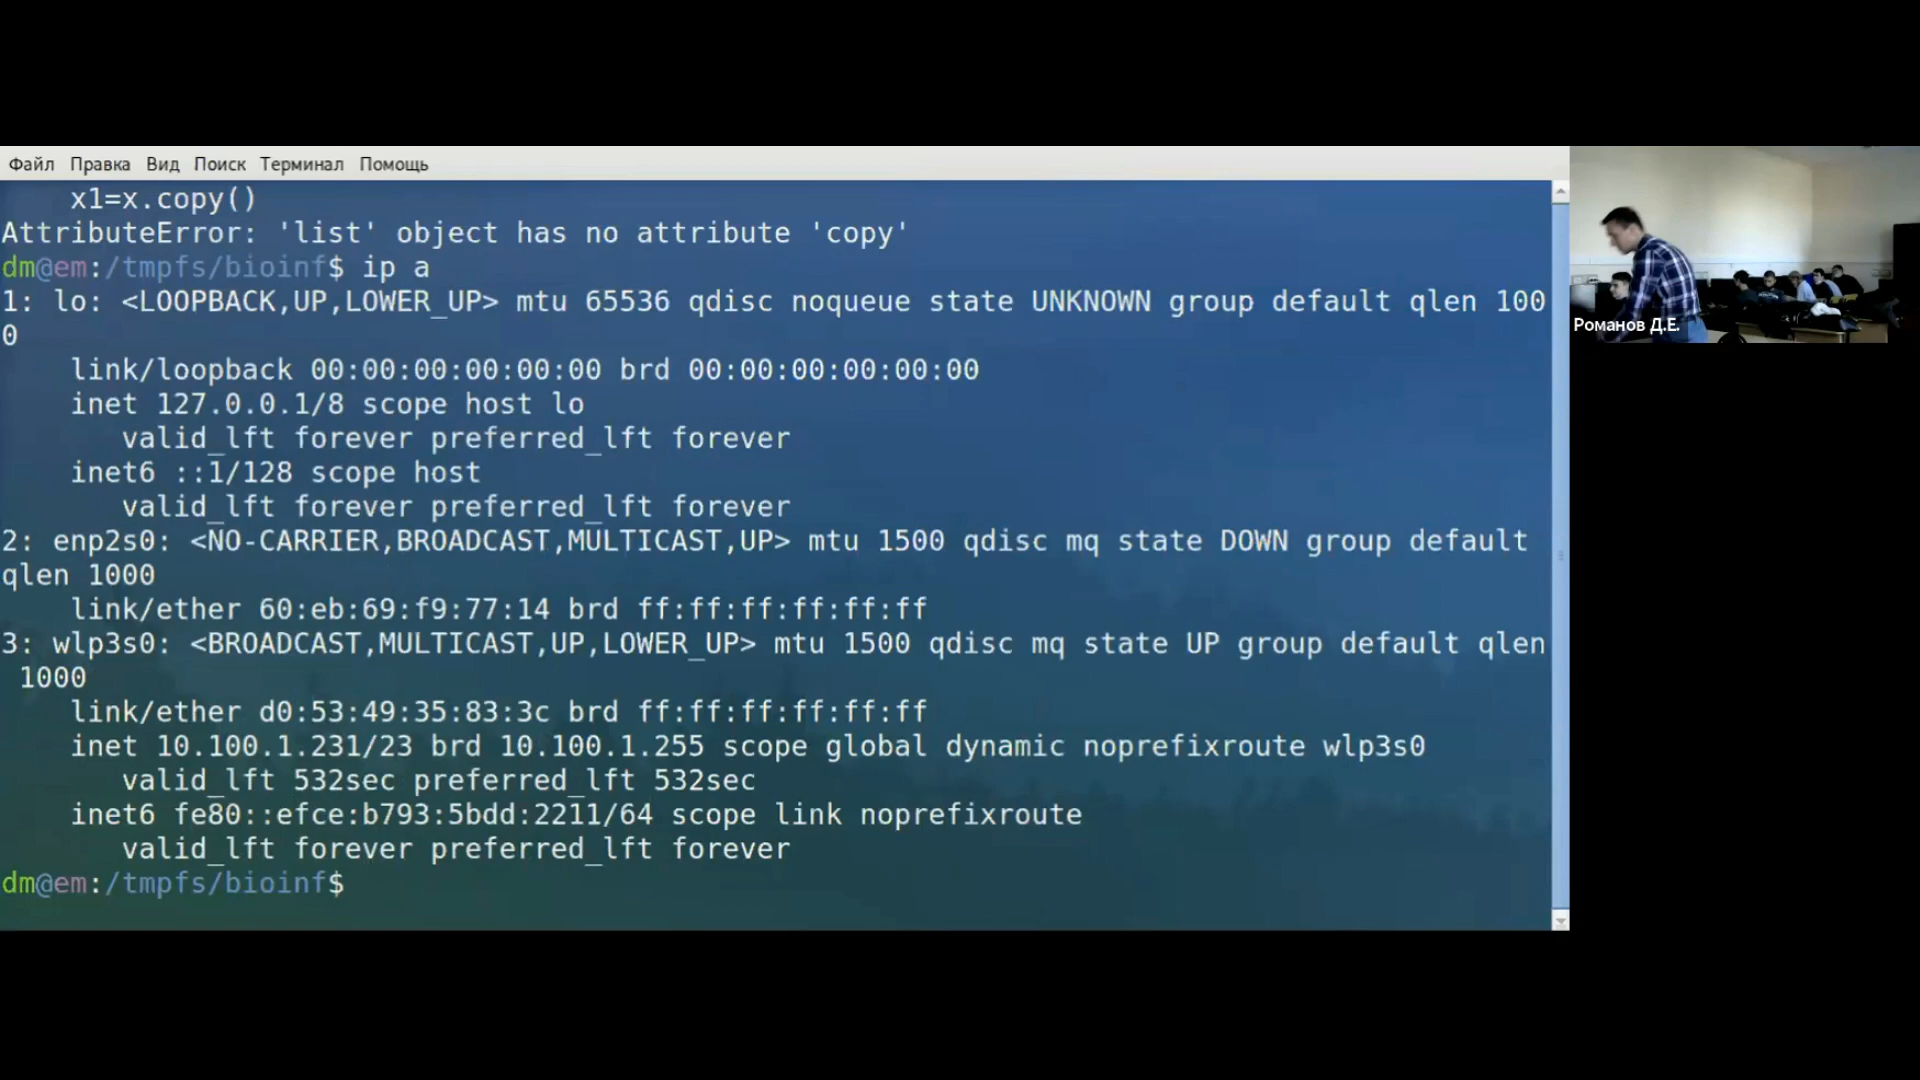 Файл Правка Вид Поиск Терминал Помощь
x1=x.copy()
AttributeError: 'list' object has no attribute 'copy'
dm@em:/tmpfs/bioinf$ ip a
1: lo: <LOOPBACK,UP,LOWER_UP> mtu 65536 qdisc noqueue state UNKNOWN group default qlen 100
0
link/loopback 00:00:00:00:00:00 brd 00:00:00:00:00:00
inet 127.0.0.1/8 scope host lo
valid_lft forever preferred_lft forever
inet6 ::1/128 scope host
valid_lft forever preferred_lft forever
2: enp2s0: <NO-CARRIER,BROADCAST,MULTICAST,UP> mtu 1500 qdisc mq state DOWN group default
qlen 1000
link/ether 60:eb:69:f9:77:14 brd ff:ff:ff:ff:ff:ff
3: wlp3s0: <BROADCAST,MULTICAST,UP,LOWER_UP> mtu 1500 qdisc mq state UP group default qlen
1000
link/ether d0:53:49:35:83:3c brd ff:ff:ff:ff:ff:ff
inet 10.100.1.231/23 brd 10.100.1.255 scope global dynamic noprefixroute wlp3s0
valid_lft 532sec preferred_lft 532sec
inet6 fe80::efce:b793:5bdd:2211/64 scope link noprefixroute
valid_lft forever preferred_lft forever
dm@em:/tmpfs/bioinf$
Романов Д.Е.